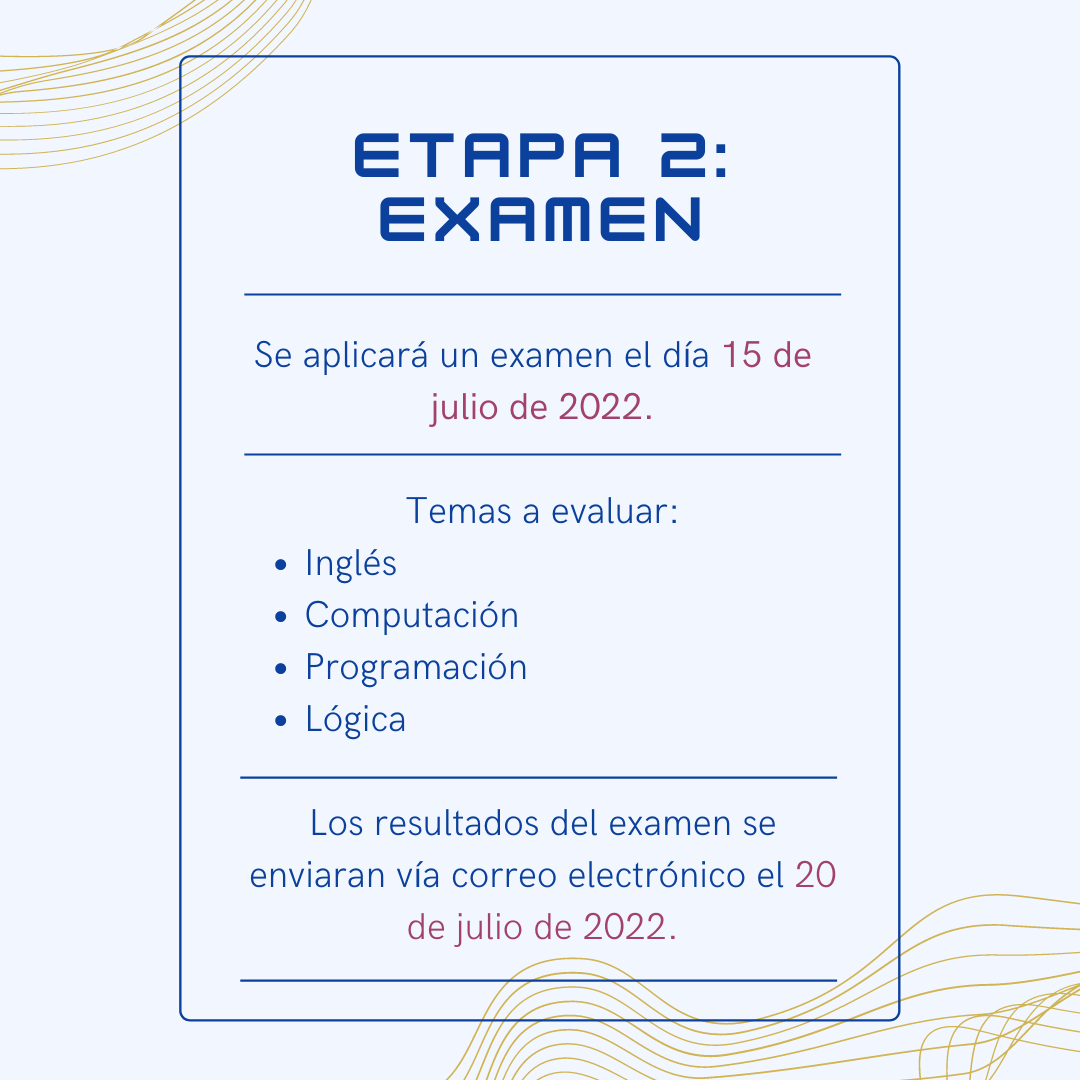 ETAPA 2:
EXAMEN
Se aplicará un examen el día 15 de
julio de 2022.
Temas a evaluar:
• Inglés
• Computación
• Programación
• Lógica
Los resultados del examen se
enviaran vía correo electrónico el 20
de julio de 2022.